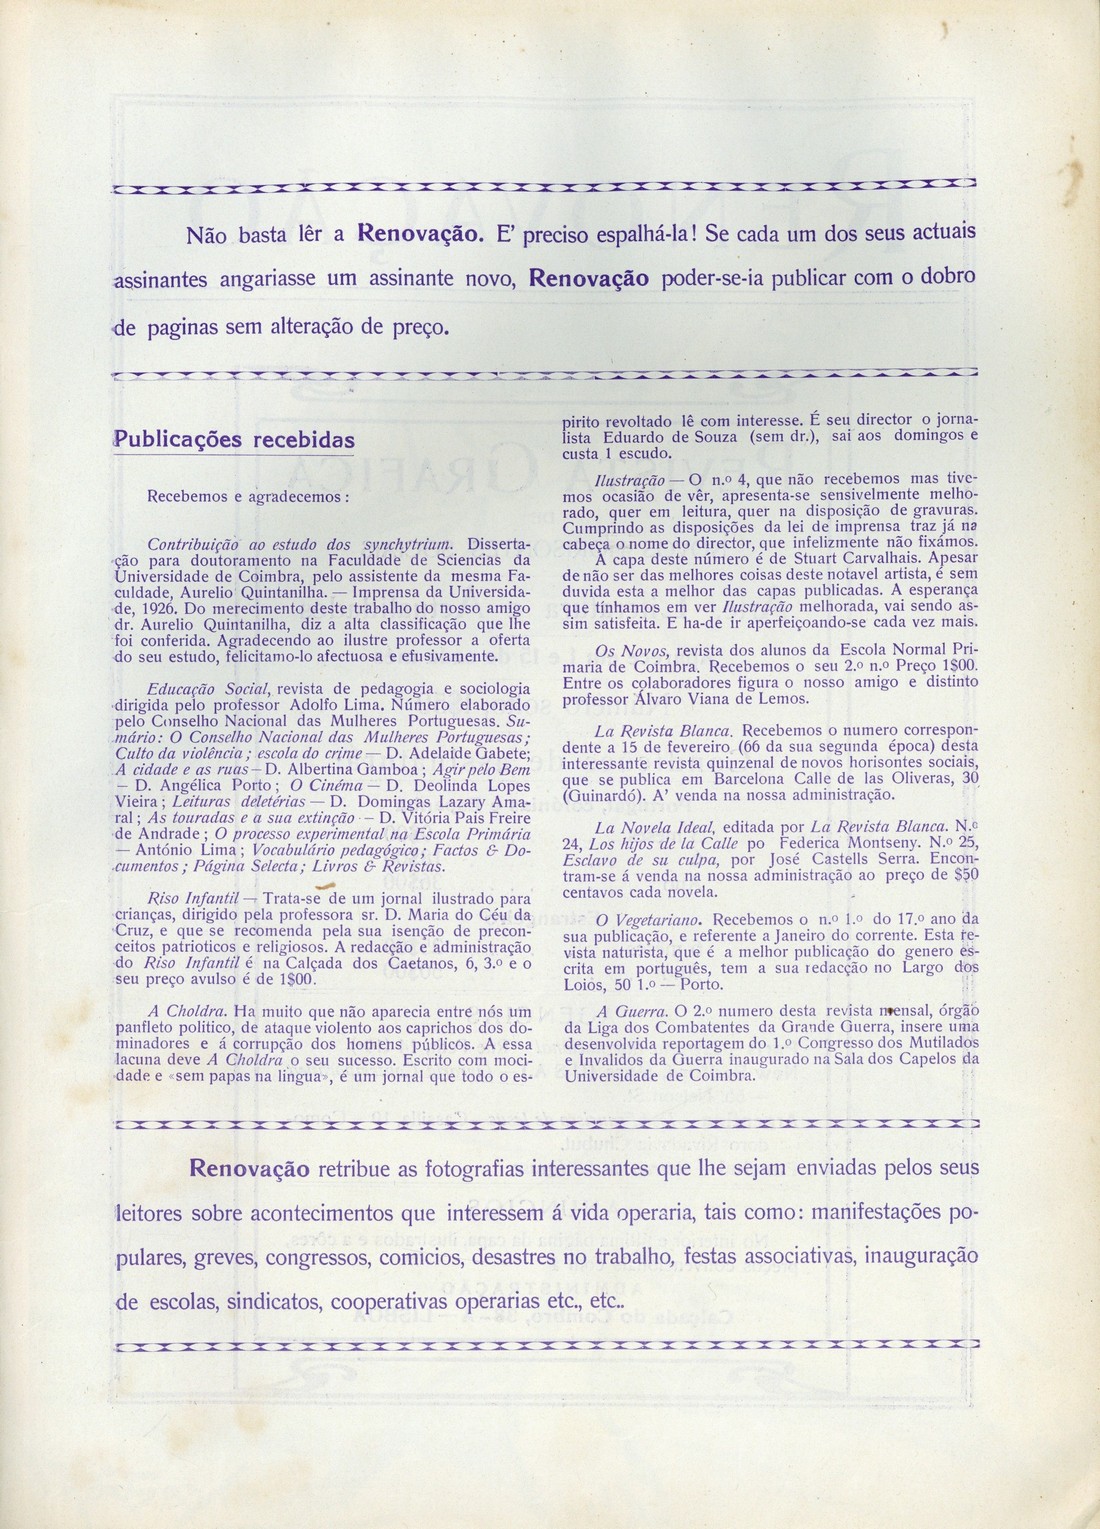 Não basta lêr a Renovação. E' preciso espalhá-la! Se cada um dos seus actuais
assinantes angariasse um assinante novo, Renovação poder-se-ia publicar com o dobro
de paginas sem alteração de preço.
Publicações recebidas
Recebemos e agradecemos:
Contribuição ao estudo dos synchytrium. Disserta-
ção para doutoramento na Faculdade de Sciencias da
Universidade de Coimbra, pelo assistente da mesma Fa-
culdade, Aurelio Quintanilha. — Imprensa da Universida-
de, 1926. Do merecimento deste trabalho do nosso amigo
dr. Aurelio Quintanilha, diz a alta classificação que lhe
foi conferida. Agradecendo ao ilustre professor a oferta
do seu estudo, felicitamo-lo afectuosa e efusivamente.
Educação Social, revista de pedagogia e sociologia
dirigida pelo professor Adolfo Lima. Número elaborado
pelo Conselho Nacional das Mulheres Portuguesas. Su-
mário: O Conselho Nacional das Mulheres Portuguesas;
Culto da violência; escola do crime — D. Adelaide Gabete;
A cidade e as ruas — D. Albertina Gamboa; Agir pelo Bem
— D. Angélica Porto; O Cinéma — D. Deolinda Lopes
Vieira; Leituras deletérias — D. Domingas Lazary Ama-
ral; As touradas e a sua extinção — D. Vitória Pais Freire
de Andrade; O processo experimental na Escola Primária
— António Lima; Vocabulário pedagógico; Factos & Do-
cumentos; Página Selecta; Livros & Revistas.
Riso Infantil — Trata-se de um jornal ilustrado para
crianças, dirigido pela professora sr. D. Maria do Céu da
Cruz, e que se recomenda pela sua isenção de precon-
ceitos patrioticos e religiosos. A redacção e administração
do Riso Infantil é na Calçada dos Caetanos, 6, 3.º e o
seu preço avulso é de 1$00.
A Choldra. Ha muito que não aparecia entre nós um
panfleto politico, de ataque violento aos caprichos dos do-
minadores e á corrupção dos homens públicos. A essa
lacuna deve A Choldra o seu sucesso. Escrito com moci-
dade e «sem papas na lingua», é um jornal que todo o es-
pirito revoltado lê com interesse. É seu director o jorna-
lista Eduardo de Souza (sem dr.), sai aos domingos e
custa 1 escudo.
Ilustração — O n.º 4, que não recebemos mas tive-
mos ocasião de vêr, apresenta-se sensivelmente melho-
rado, quer em leitura, quer na disposição de gravuras.
Cumprindo as disposições da lei de imprensa traz já na
cabeça o nome do director, que infelizmente não fixámos.
A capa deste número é de Stuart Carvalhais. Apesar
de não ser das melhores coisas deste notavel artista, é sem
duvida esta a melhor das capas publicadas. A esperança
que tínhamos em ver Ilustração melhorada, vai sendo as-
sim satisfeita. E ha-de ir aperfeiçoando-se cada vez mais.
Os Novos, revista dos alunos da Escola Normal Pri-
maria de Coimbra. Recebemos o seu 2.º n.º Preço 1$00.
Entre os colaboradores figura o nosso amigo e distinto
professor Álvaro Viana de Lemos.
La Revista Blanca. Recebemos o numero correspon-
dente a 15 de fevereiro (66 da sua segunda época) desta
interessante revista quinzenal de novos horisontes sociais,
que se publica em Barcelona Calle de las Oliveras, 30
(Guinardó). A' venda na nossa administração.
La Novela Ideal, editada por La Revista Blanca. N.º
24, Los hijos de la Calle po Federica Montseny. N.º 25,
Esclavo de su culpa, por José Castells Serra. Encon-
tram-se á venda na nossa administração ao preço de $50
centavos cada novela.
O Vegetariano. Recebemos o n.º 1.º do 17.º ano da
sua publicação, e referente a Janeiro do corrente. Esta re-
vista naturista, que é a melhor publicação do genero es-
crita em português, tem a sua redacção no Largo dos
Loios, 50 1.º — Porto.
A Guerra. O 2.º numero desta revista mensal, órgão
da Liga dos Combatentes da Grande Guerra, insere uma
desenvolvida reportagem do 1.º Congresso dos Mutilados
e Invalidos da Guerra inaugurado na Sala dos Capelos da
Universidade de Coimbra.
Renovação retribue as fotografias interessantes que lhe sejam enviadas pelos seus
leitores sobre acontecimentos que interessem á vida operaria, tais como: manifestações po-
pulares, greves, congressos, comicios, desastres no trabalho, festas associativas, inauguração
de escolas, sindicatos, cooperativas operarias etc., etc..